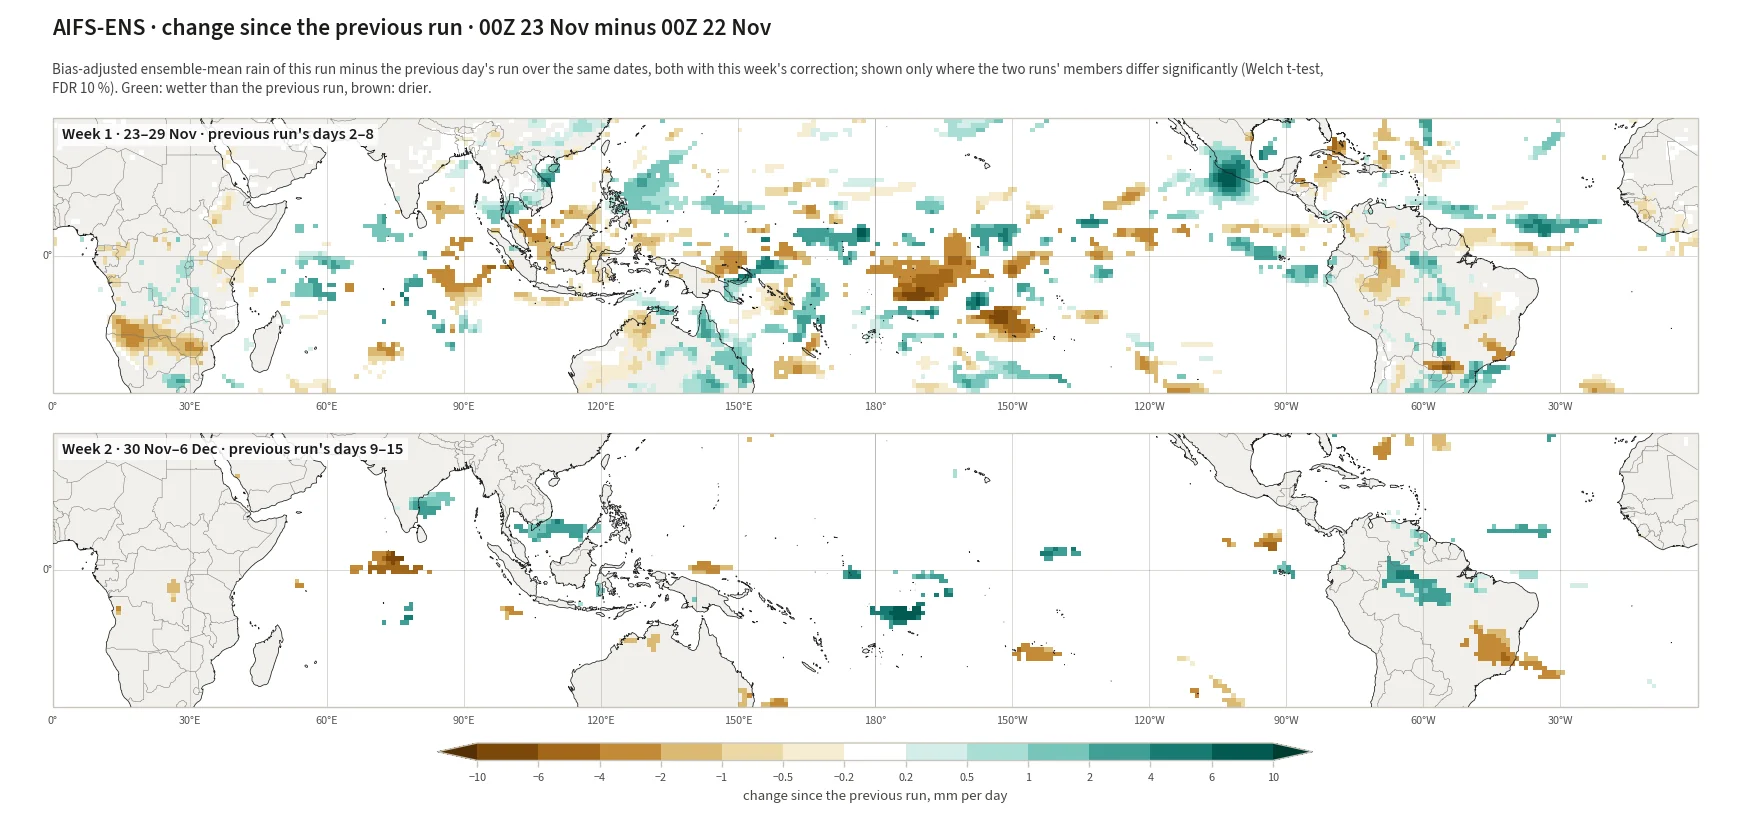 AIFS-ENS · change since the previous run · 00Z 23 Nov minus 00Z 22 Nov
Bias-adjusted ensemble-mean rain of this run minus the previous day's run over the same dates, both with this week's correction; shown only where the two runs' members differ significantly (Welch t-test,
FDR 10 %). Green: wetter than the previous run, brown: drier.
Week 1 · 23–29 Nov · previous run's days 2–8
0°
0° 30°E 60°E 90°E 120°E 150°E 180° 150°W 120°W 90°W 60°W 30°W
Week 2 · 30 Nov–6 Dec · previous run's days 9–15
0°
0° 30°E 60°E 90°E 120°E 150°E 180° 150°W 120°W 90°W 60°W 30°W
−10 −6 −4 −2 −1 −0.5 −0.2 0.2 0.5 1 2 4 6 10
change since the previous run, mm per day